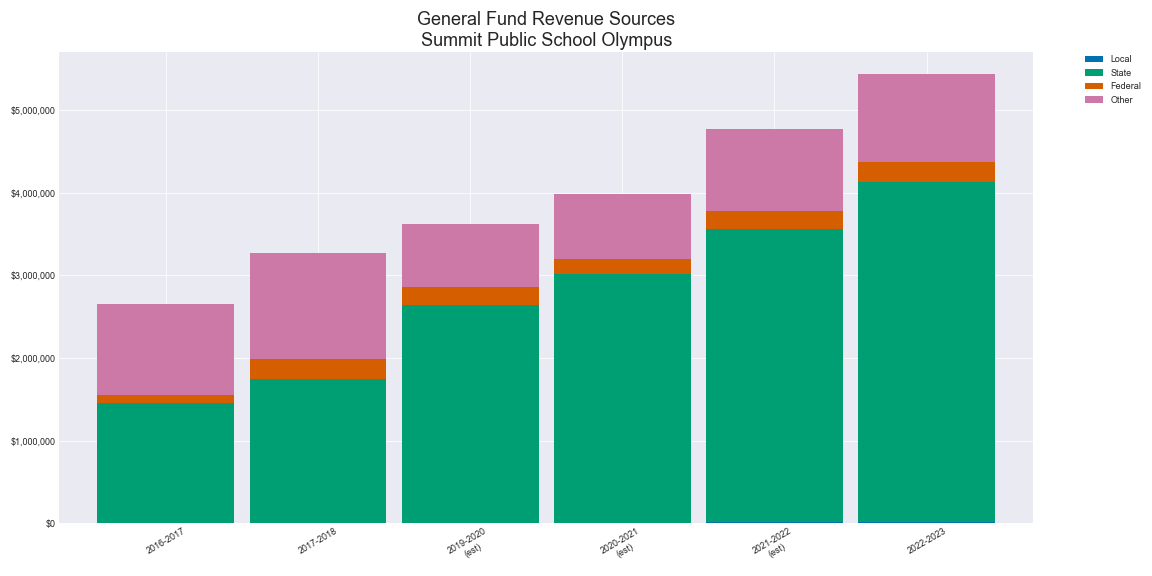 General Fund Revenue Sources
Summit Public School Olympus
Local
State
Federal
Other
$5,000,000
$4,000,000
$3,000,000
$2,000,000
$1,000,000
$0
2016-2017
2017-2018
2019-2020
(est)
2020-2021
(est)
2021-2022
(est)
2022-2023